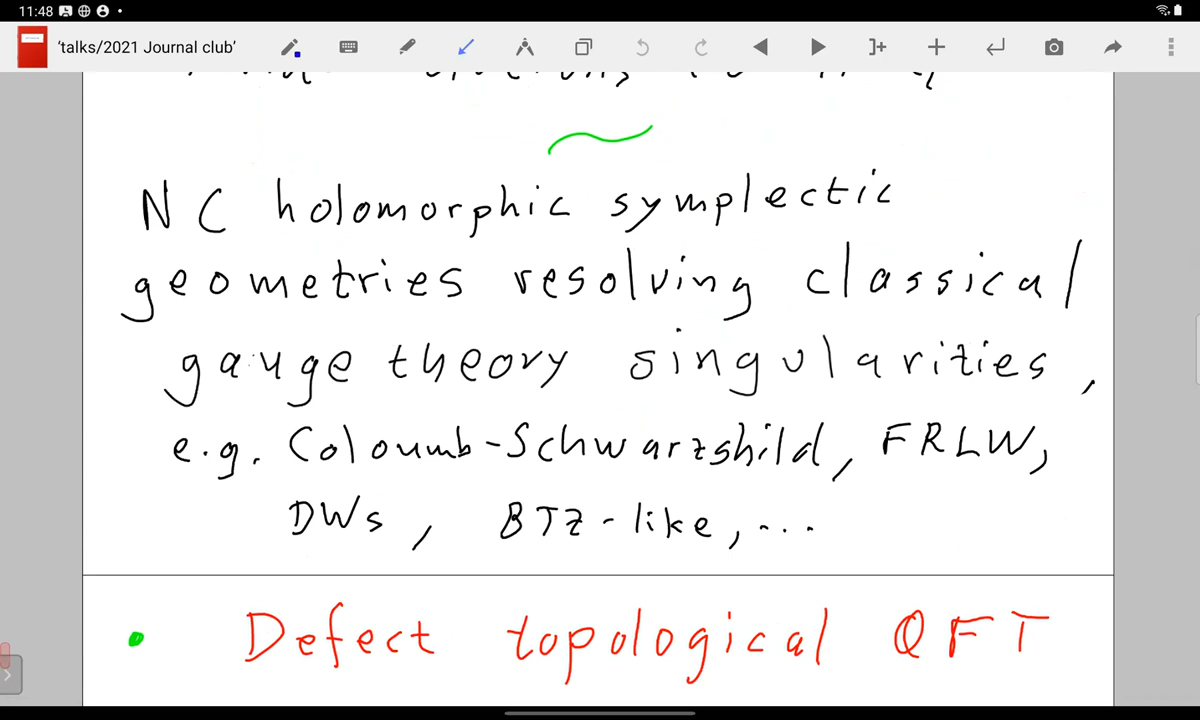 11:48
'talks/2021 Journal club'
NC holomorphic symplectic
geometries resolving classical
gauge theory singularities,
e.g. Coloumb-Schwarzshild, FRLW,
DWs, BTZ-like, ...
• Defect topological QFT